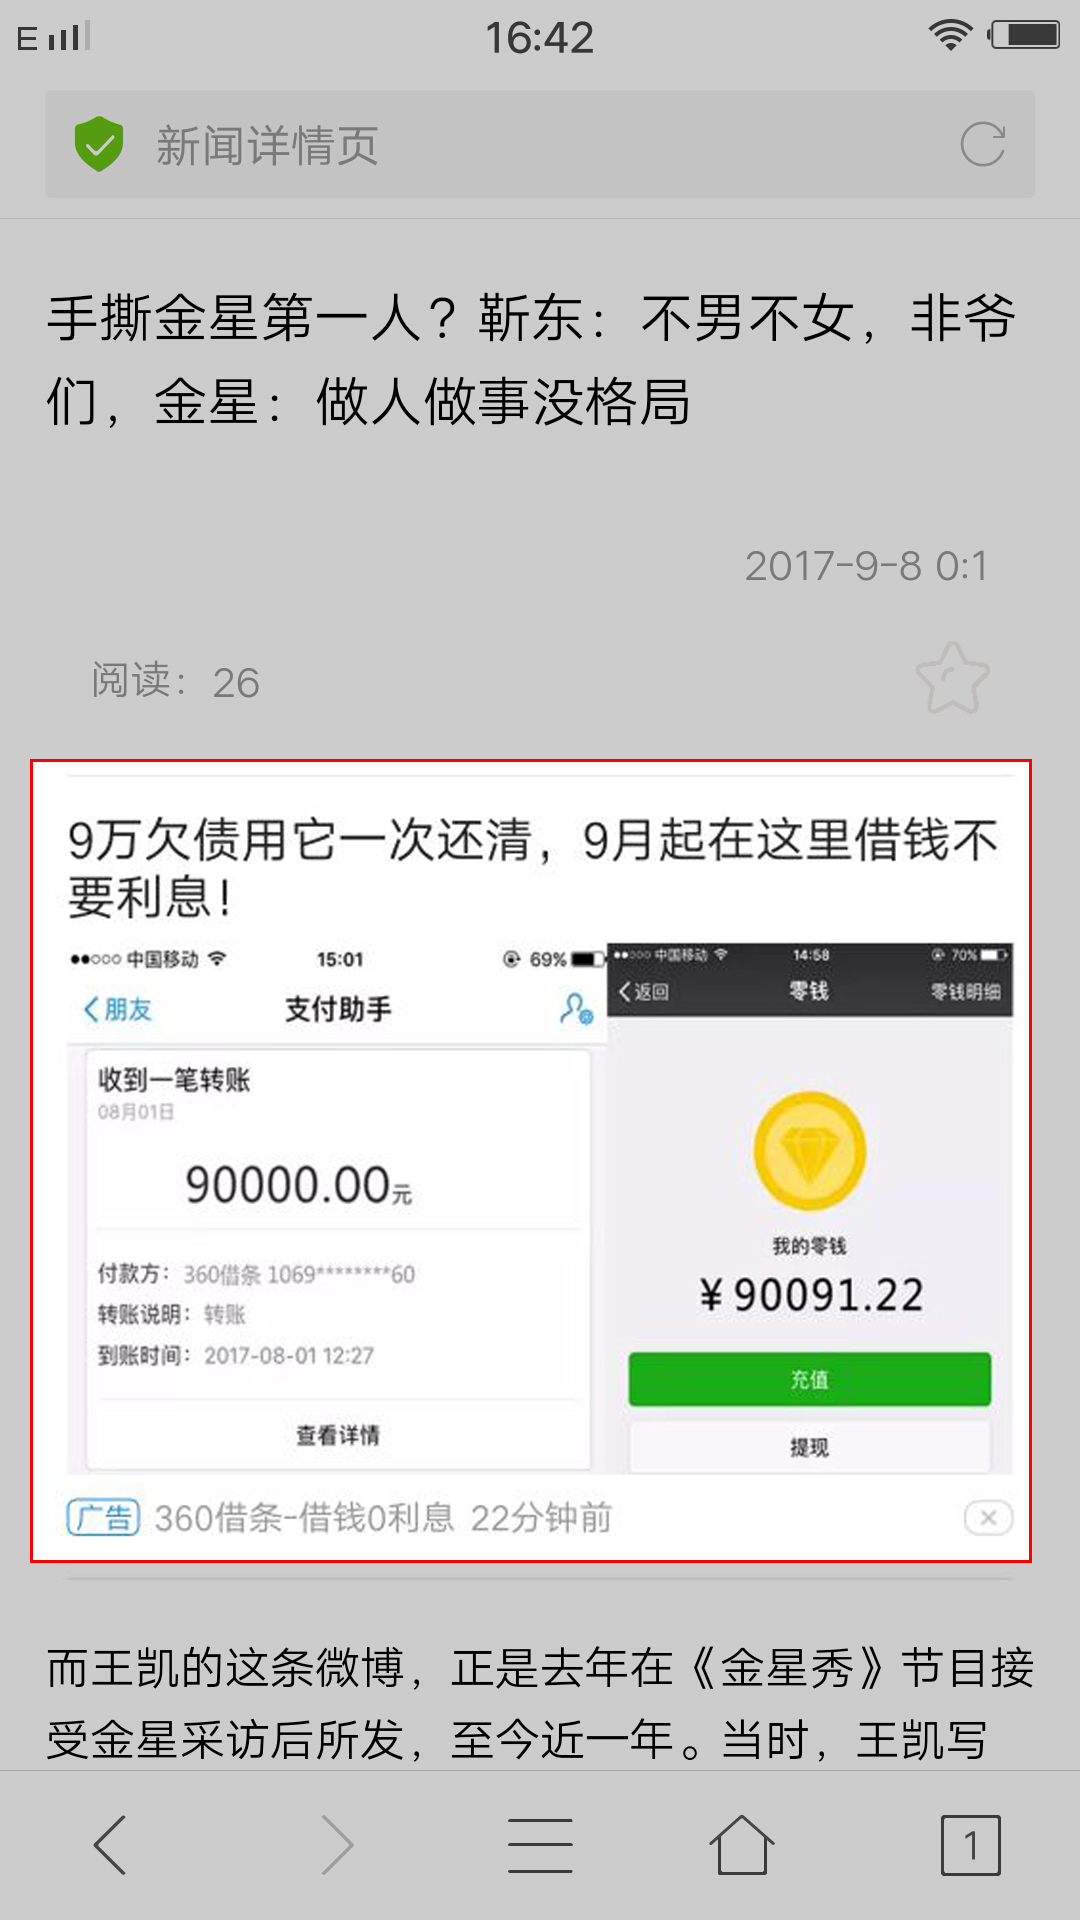 E
16:42
新闻详情页
手撕金星第一人？靳东：不男不女，非爷
们，金星：做人做事没格局
2017-9-8 0:1
阅读：26
9万欠债用它一次还清，9月起在这里借钱不
要利息！
中国移动 15:01 69%
朋友 支付助手
收到一笔转账
08月01日
90000.00元
付款方：360借条 1069********60
转账说明：转账
到账时间：2017-08-01 12:27
查看详情
中国移动 14:58 70%
返回 零钱 零钱明细
我的零钱
¥90091.22
充值
提现
广告 360借条-借钱0利息 22分钟前
而王凯的这条微博，正是去年在《金星秀》节目接
受金星采访后所发，至今近一年。当时，王凯写
1